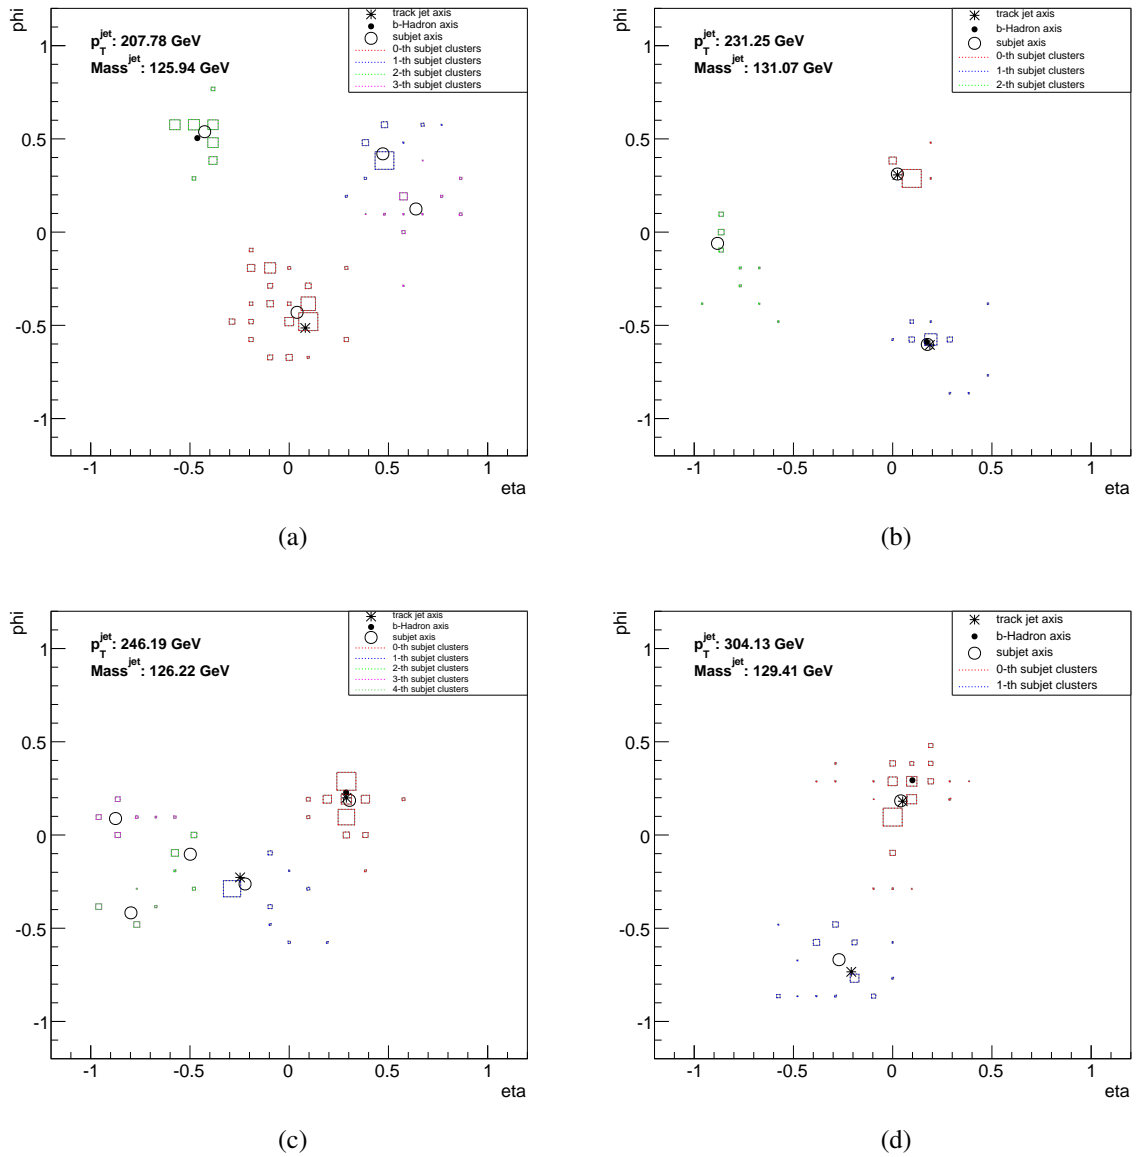 phi
p_T^jet: 207.78 GeV
Mass^jet: 125.94 GeV
track jet axis
b-Hadron axis
subjet axis
0-th subjet clusters
1-th subjet clusters
2-th subjet clusters
3-th subjet clusters
1
0.5
0
-0.5
-1
-1 -0.5 0 0.5 1
eta
(a)
phi
p_T^jet: 231.25 GeV
Mass^jet: 131.07 GeV
track jet axis
b-Hadron axis
subjet axis
0-th subjet clusters
1-th subjet clusters
2-th subjet clusters
1
0.5
0
-0.5
-1
-1 -0.5 0 0.5 1
eta
(b)
phi
p_T^jet: 246.19 GeV
Mass^jet: 126.22 GeV
track jet axis
b-Hadron axis
subjet axis
0-th subjet clusters
1-th subjet clusters
2-th subjet clusters
3-th subjet clusters
4-th subjet clusters
1
0.5
0
-0.5
-1
-1 -0.5 0 0.5 1
eta
(c)
phi
p_T^jet: 304.13 GeV
Mass^jet: 129.41 GeV
track jet axis
b-Hadron axis
subjet axis
0-th subjet clusters
1-th subjet clusters
1
0.5
0
-0.5
-1
-1 -0.5 0 0.5 1
eta
(d)